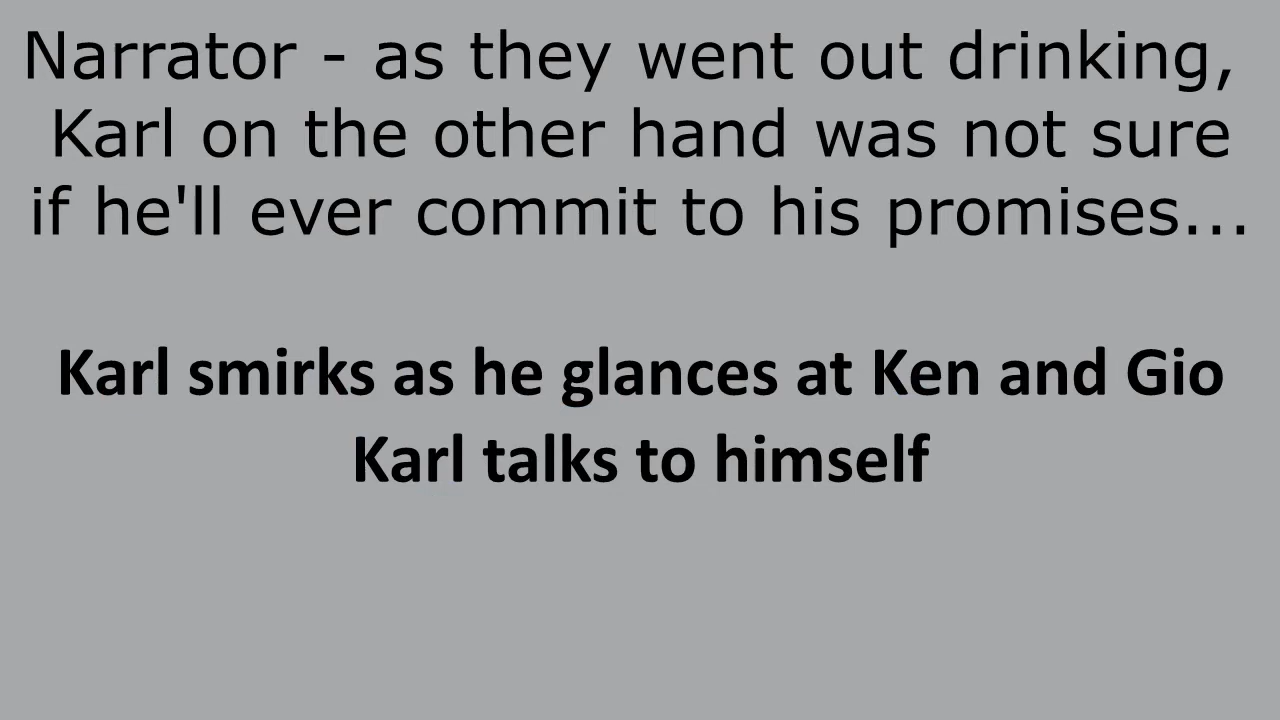 Narrator - as they went out drinking,
Karl on the other hand was not sure
if he'll ever commit to his promises...
Karl smirks as he glances at Ken and Gio
Karl talks to himself